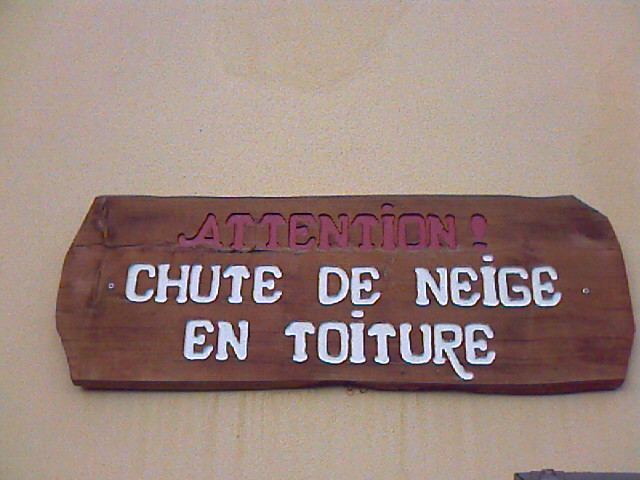 ATTENTION!
CHUTE DE NEIGE
EN TOITURE